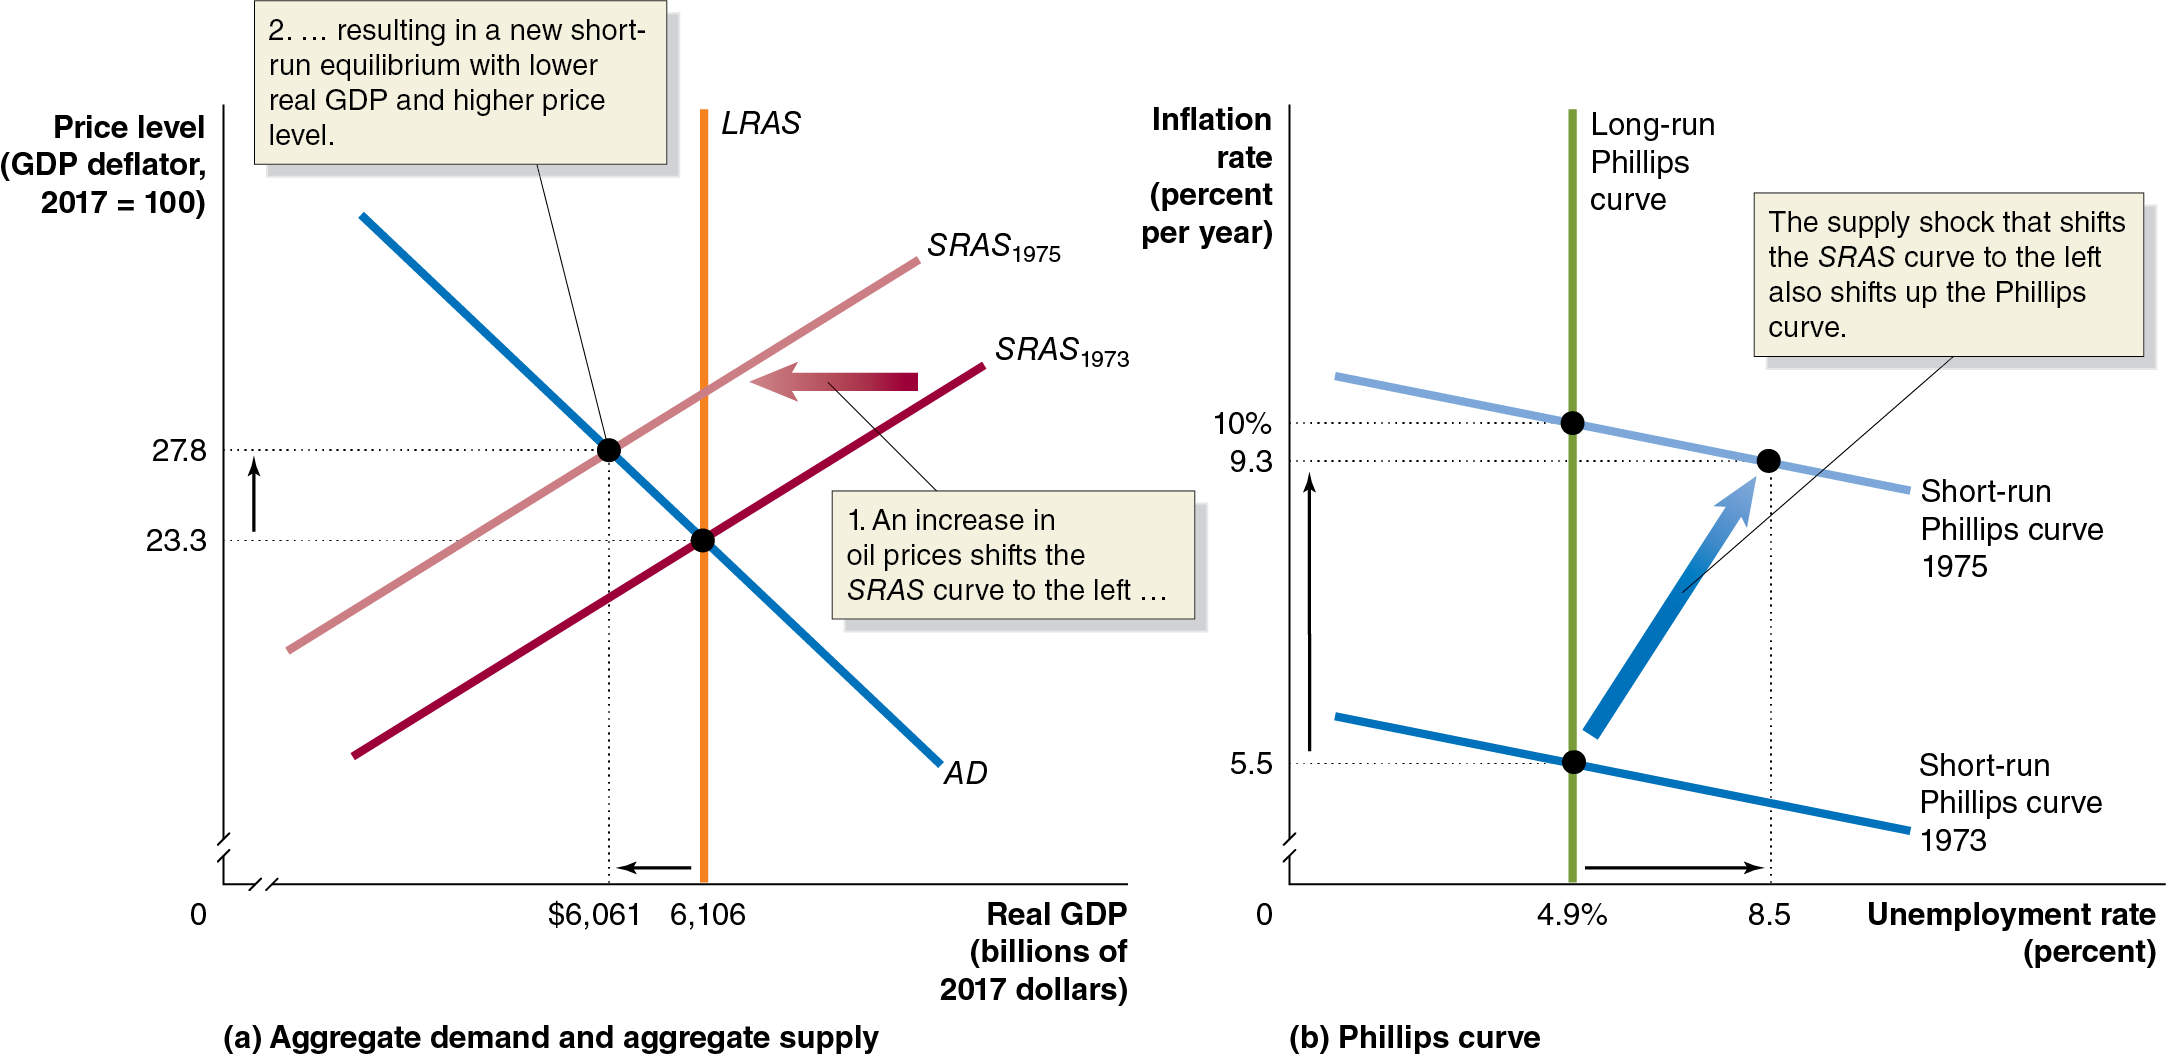 2. … resulting in a new short-
run equilibrium with lower
real GDP and higher price
level.
Price level
(GDP deflator,
2017 = 100)
LRAS
SRAS1975
SRAS1973
27.8
23.3
1. An increase in
oil prices shifts the
SRAS curve to the left …
AD
0
$6,061
6,106
Real GDP
(billions of
2017 dollars)
(a) Aggregate demand and aggregate supply
Inflation
rate
(percent
per year)
Long-run
Phillips
curve
The supply shock that shifts
the SRAS curve to the left
also shifts up the Phillips
curve.
10%
9.3
Short-run
Phillips curve
1975
5.5
Short-run
Phillips curve
1973
0
4.9%
8.5
Unemployment rate
(percent)
(b) Phillips curve